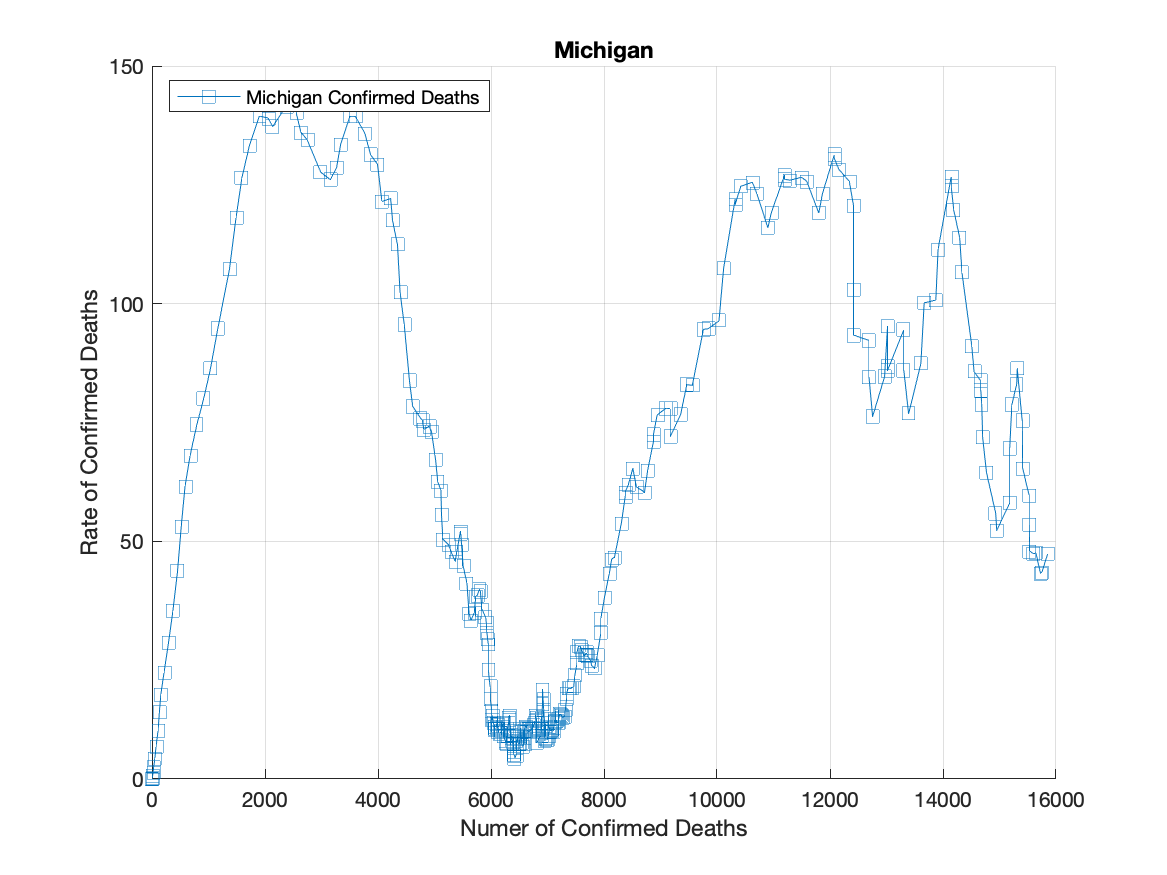 Michigan
150
Michigan Confirmed Deaths
100
50
0
Rate of Confirmed Deaths
0 2000 4000 6000 8000 10000 12000 14000 16000
Numer of Confirmed Deaths